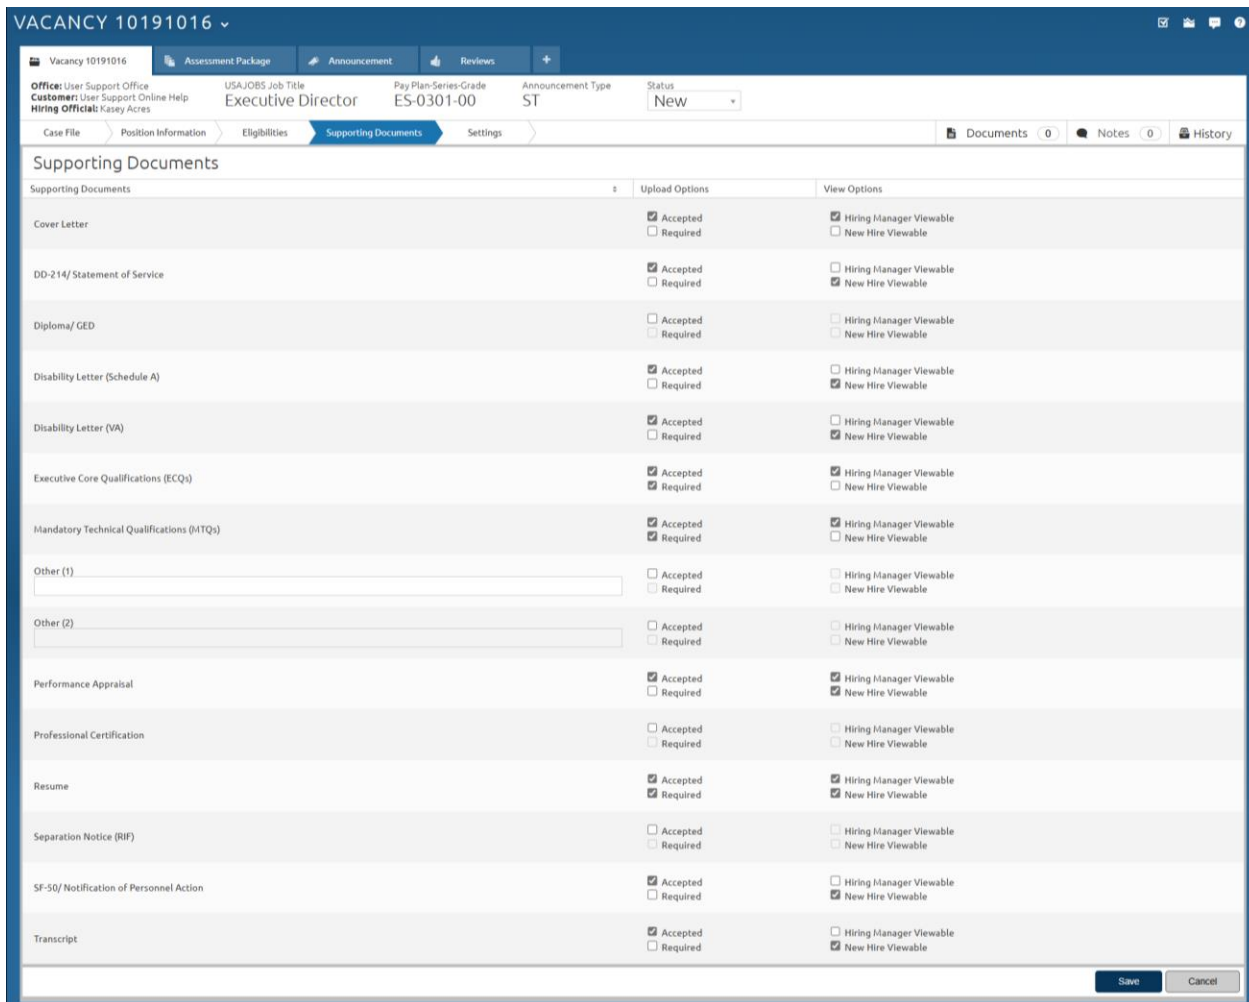 VACANCY 10191016
Vacancy 10191016 Assessment Package Announcement Reviews +
Office: User Support Office
Customer: User Support Online Help
Hiring Official: Kasey Acres
USAJOBS Job Title
Executive Director
Pay Plan-Series-Grade
ES-0301-00
Announcement Type
ST
Status
New
Case File Position Information Eligibilities Supporting Documents Settings Documents 0 Notes 0 History
Supporting Documents
Supporting Documents Upload Options View Options
Cover Letter
Accepted Hiring Manager Viewable
Required New Hire Viewable
DD-214/ Statement of Service
Accepted Hiring Manager Viewable
Required New Hire Viewable
Diploma/ GED
Accepted Hiring Manager Viewable
Required New Hire Viewable
Disability Letter (Schedule A)
Accepted Hiring Manager Viewable
Required New Hire Viewable
Disability Letter (VA)
Accepted Hiring Manager Viewable
Required New Hire Viewable
Executive Core Qualifications (ECQs)
Accepted Hiring Manager Viewable
Required New Hire Viewable
Mandatory Technical Qualifications (MTQs)
Accepted Hiring Manager Viewable
Required New Hire Viewable
Other (1)
Accepted Hiring Manager Viewable
Required New Hire Viewable
Other (2)
Accepted Hiring Manager Viewable
Required New Hire Viewable
Performance Appraisal
Accepted Hiring Manager Viewable
Required New Hire Viewable
Professional Certification
Accepted Hiring Manager Viewable
Required New Hire Viewable
Resume
Accepted Hiring Manager Viewable
Required New Hire Viewable
Separation Notice (RIF)
Accepted Hiring Manager Viewable
Required New Hire Viewable
SF-50/ Notification of Personnel Action
Accepted Hiring Manager Viewable
Required New Hire Viewable
Transcript
Accepted Hiring Manager Viewable
Required New Hire Viewable
Save Cancel